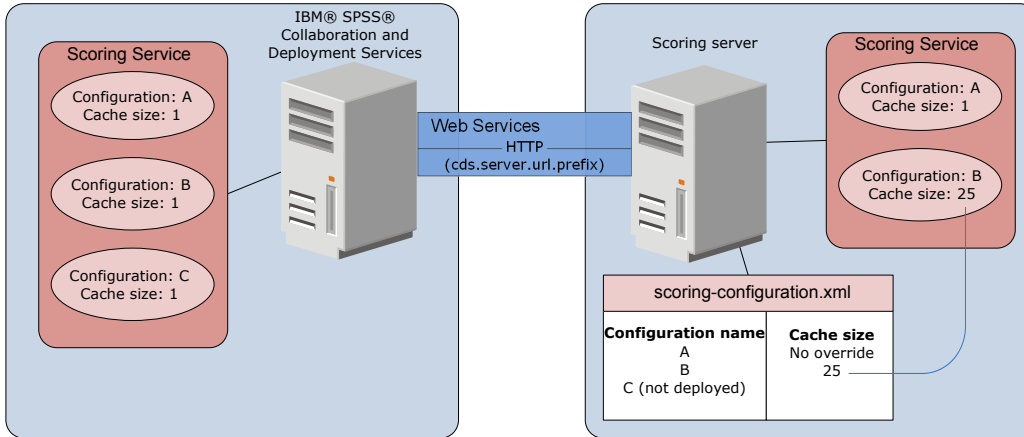 IBM® SPSS®
Collaboration and
Deployment Services
Scoring Service
Configuration: A
Cache size: 1
Configuration: B
Cache size: 1
Configuration: C
Cache size: 1
Web Services
HTTP
(cds.server.url.prefix)
Scoring server
Scoring Service
Configuration: A
Cache size: 1
Configuration: B
Cache size: 25
scoring-configuration.xml
Configuration name
A
B
C (not deployed)
Cache size
No override
25